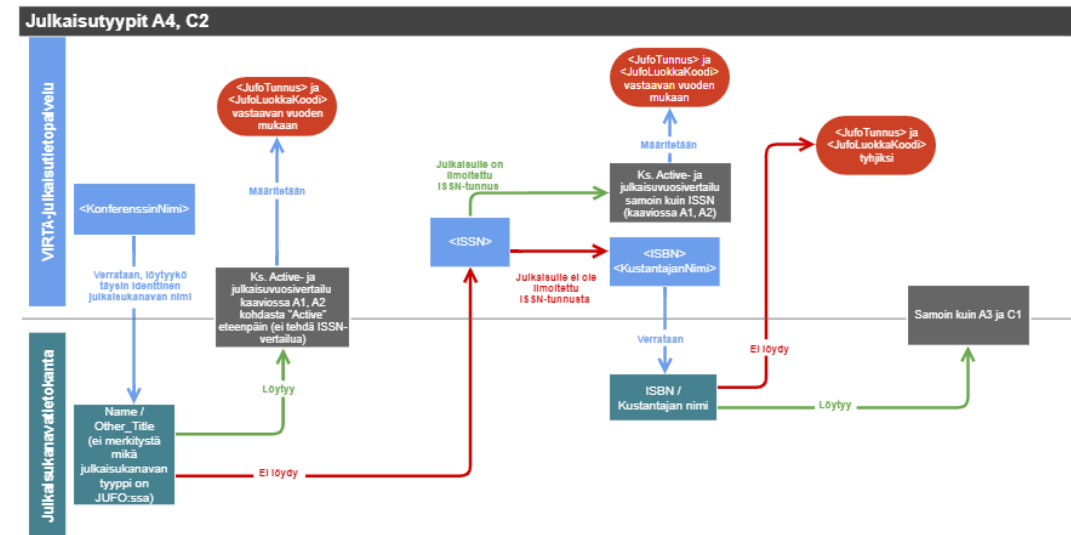 Julkaisutyypit A4, C2
VIRTA-julkaisutietopalvelu
<KonferenssinNimi>
Verrataan, löytyykö
täysin identtinen
julkaisukanavan nimi
<JufoTunnus> ja
<JufoLuokkaKoodi>
vastaavan vuoden
mukaan
Määritetään
Ks. Active- ja
julkaisuvuosivertailu
kaaviossa A1, A2
kohdasta "Active"
eteenpäin (ei tehdä ISSN-
vertailua)
Löytyy
<ISSN>
Julkaisulle on
ilmoitettu
ISSN-tunnus
<JufoTunnus> ja
<JufoLuokkaKoodi>
vastaavan vuoden
mukaan
Määritetään
Ks. Active- ja
julkaisuvuosivertailu
samoin kuin ISSN
(kaaviossa A1, A2)
Julkaisulle ei ole
ilmoitettu
ISSN-tunnusta
<ISBN>
<KustantajanNimi>
Verrataan
<JufoTunnus> ja
<JufoLuokkaKoodi>
tyhjiksi
Ei löydy
Samoin kuin A3 ja C1
Julkaisukanavatietokanta
Name /
Other_Title
(ei merkitystä
mikä
julkaisukanavan
tyyppi on
JUFO:ssa)
Ei löydy
ISBN /
Kustantajan nimi
Löytyy